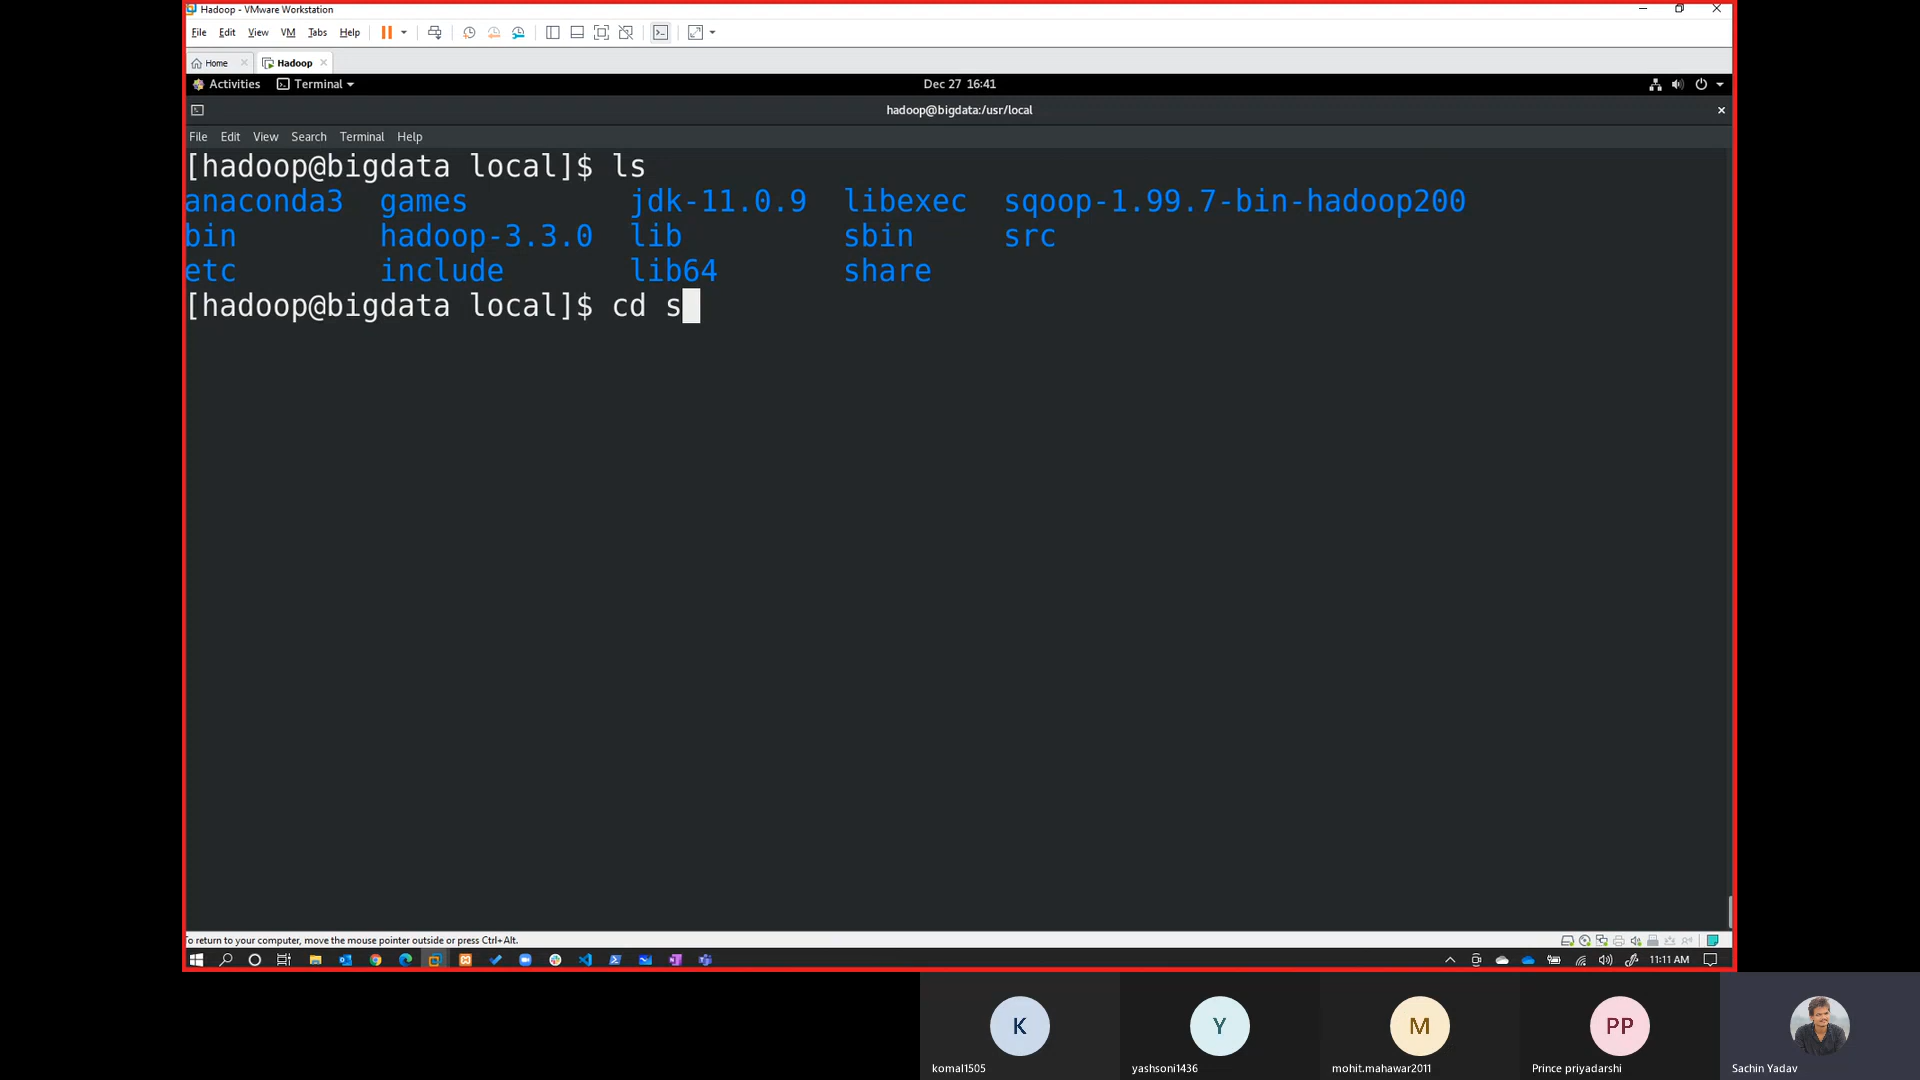 Hadoop - VMware Workstation
File Edit View VM Tabs Help
Home Hadoop
Activities Terminal Dec 27 16:41
hadoop@bigdata:/usr/local
File Edit View Search Terminal Help
[hadoop@bigdata local]$ ls
anaconda3 games jdk-11.0.9 libexec sqoop-1.99.7-bin-hadoop200
bin hadoop-3.3.0 lib sbin src
etc include lib64 share
[hadoop@bigdata local]$ cd s
To return to your computer, move the mouse pointer outside or press Ctrl+Alt.
11:11 AM
K Y M PP
komal1505 yashsoni1436 mohit.mahawar2011 Prince priyadarshi Sachin Yadav